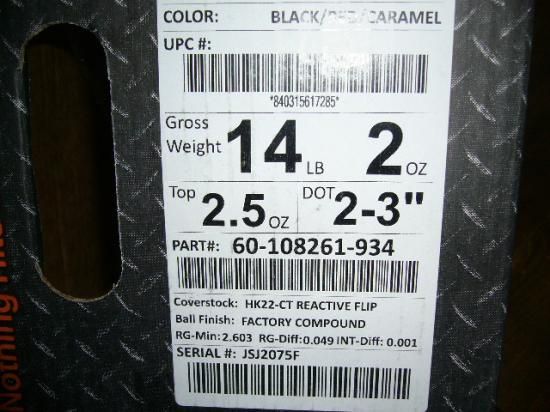 COLOR: BLACK/RED/CARAMEL
UPC #:
*840315617285*
Gross Weight 14 LB 2 OZ
Top 2.5 OZ DOT 2-3"
PART#: 60-108261-934
Coverstock: HK22-CT REACTIVE FLIP
Ball Finish: FACTORY COMPOUND
RG-Min: 2.603 RG-Diff: 0.049 INT-Diff: 0.001
SERIAL #: JSJ2075F
Nothing Hits